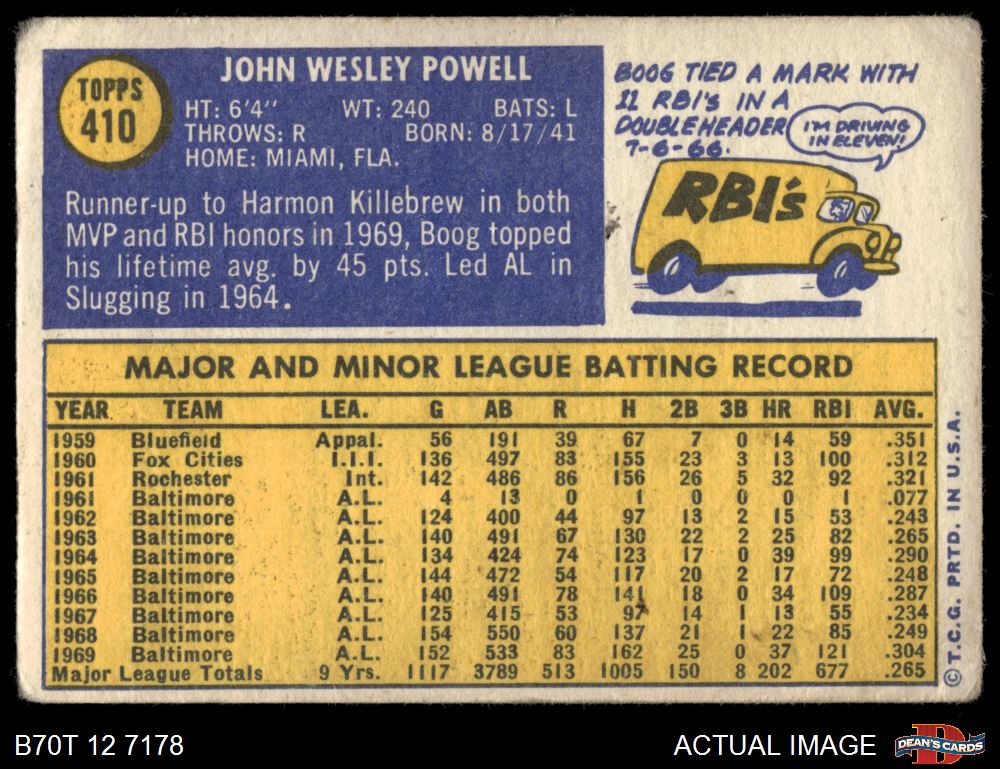 TOPPS
410
JOHN WESLEY POWELL
HT: 6'4" WT: 240 BATS: L
THROWS: R BORN: 8/17/41
HOME: MIAMI, FLA.
Runner-up to Harmon Killebrew in both
MVP and RBI honors in 1969, Boog topped
his lifetime avg. by 45 pts. Led AL in
Slugging in 1964.
BOOG TIED A MARK WITH
11 RBI'S IN A
DOUBLEHEADER
7-6-66.
I'M DRIVING
IN ELEVEN!
RBI's
MAJOR AND MINOR LEAGUE BATTING RECORD
YEAR TEAM LEA. G AB R H 2B 3B HR RBI AVG.
1959 Bluefield Appal. 56 191 39 67 7 0 14 59 .351
1960 Fox Cities I.I.I. 136 497 83 155 23 3 13 100 .312
1961 Rochester Int. 142 486 86 156 26 5 32 92 .321
1961 Baltimore A.L. 4 13 0 1 0 0 0 1 .077
1962 Baltimore A.L. 124 400 44 97 13 2 15 53 .243
1963 Baltimore A.L. 140 491 67 130 22 2 25 82 .265
1964 Baltimore A.L. 134 424 74 123 17 0 39 99 .290
1965 Baltimore A.L. 144 472 54 117 20 2 17 72 .248
1966 Baltimore A.L. 140 491 78 141 18 0 34 109 .287
1967 Baltimore A.L. 125 415 53 97 14 1 13 55 .234
1968 Baltimore A.L. 154 550 60 137 21 1 22 85 .249
1969 Baltimore A.L. 152 533 83 162 25 0 37 121 .304
Major League Totals 9 Yrs. 1117 3789 513 1005 150 8 202 677 .265
©T.C.G. PRTD. IN U.S.A.
B70T 12 7178
ACTUAL IMAGE
D
DEAN'S CARDS